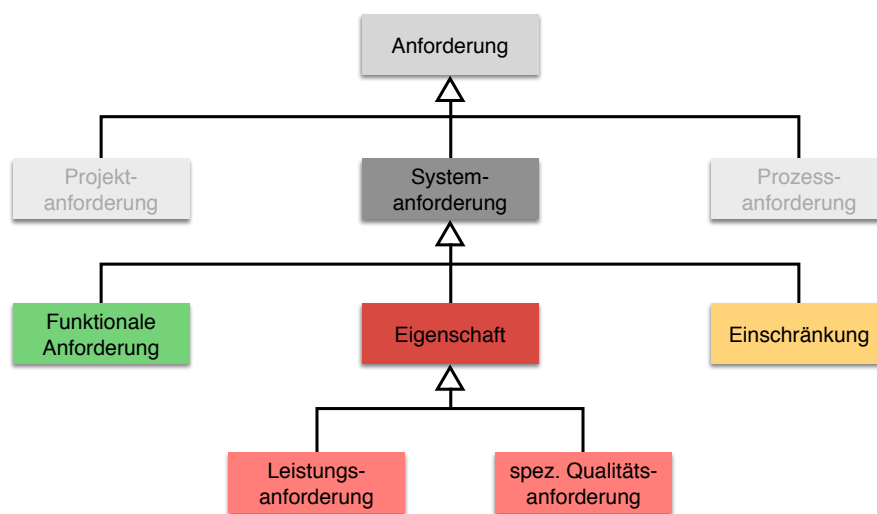 Anforderung
Projekt-
anforderung
System-
anforderung
Prozess-
anforderung
Funktionale
Anforderung
Eigenschaft
Einschränkung
Leistungs-
anforderung
spez. Qualitäts-
anforderung